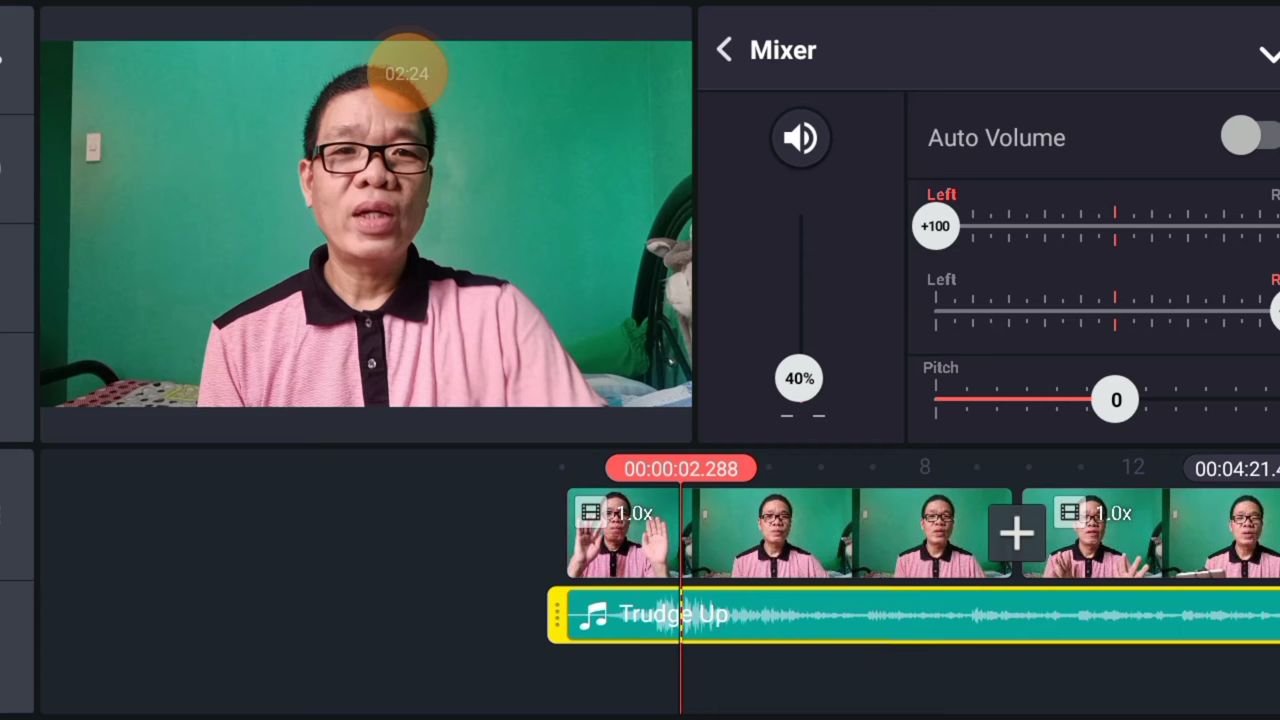 02:24
Mixer
Auto Volume
Left
R
+100
Left
R
40%
Pitch
0
00:00:02.288
8
12
00:04:21.4
1.0x
1.0x
Trudge Up